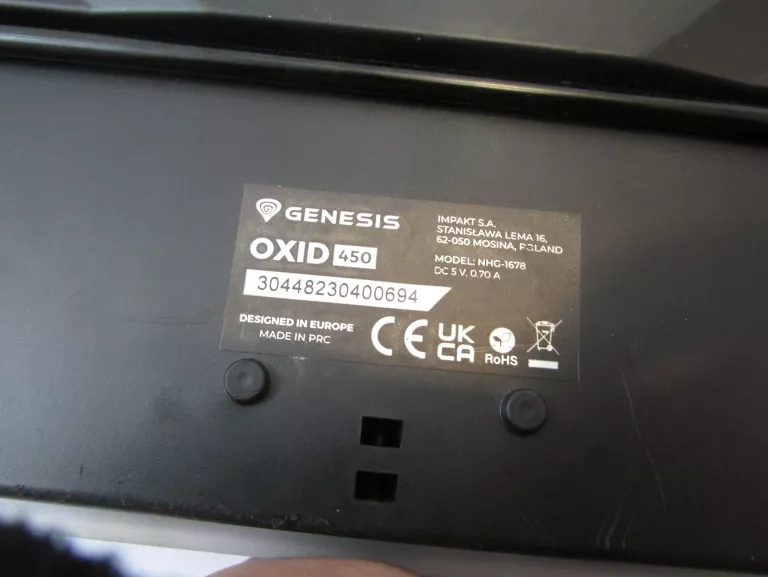 GENESIS
OXID 450
30448230400694
DESIGNED IN EUROPE
MADE IN PRC
IMPAKT S.A.
STANISŁAWA LEMA 16,
62-050 MOSINA, POLAND
MODEL: NHG-1678
DC 5 V, 0.70 A
CE
UK
CA
RoHS